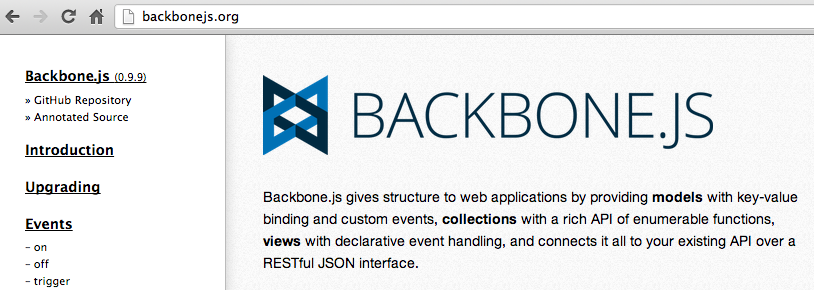 backbonejs.org
Backbone.js (0.9.9)
» GitHub Repository
» Annotated Source
Introduction
Upgrading
Events
– on
– off
– trigger
BACKBONE.JS
Backbone.js gives structure to web applications by providing models with key-value
binding and custom events, collections with a rich API of enumerable functions,
views with declarative event handling, and connects it all to your existing API over a
RESTful JSON interface.